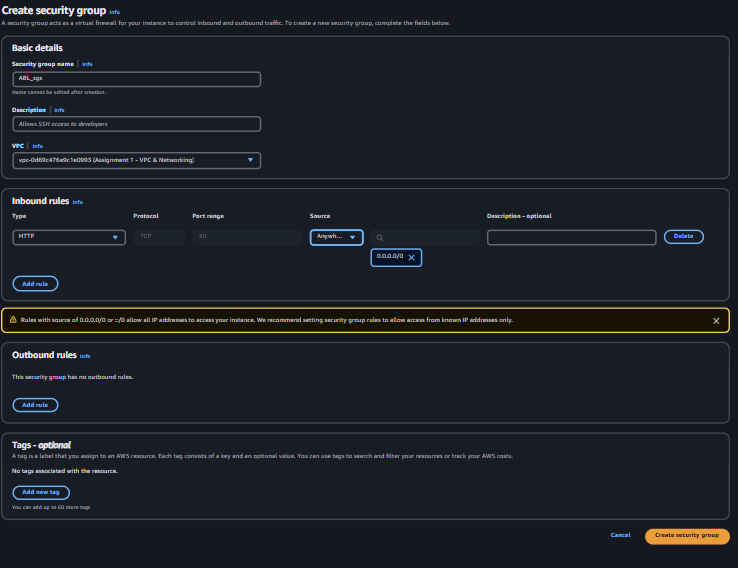 Create security group Info
A security group acts as a virtual firewall for your instance to control inbound and outbound traffic. To create a new security group, complete the fields below.
Basic details
Security group name Info
ABL_sgs
Name cannot be edited after creation.
Description Info
Allows SSH access to developers
VPC Info
vpc-0d69c476e9c1e0993 (Assignment 1 - VPC & Networking)
Inbound rules Info
Type Protocol Port range Source Description - optional
HTTP TCP 80 Anywh... Delete
0.0.0.0/0
Add rule
Rules with source of 0.0.0.0/0 or ::/0 allow all IP addresses to access your instance. We recommend setting security group rules to allow access from known IP addresses only.
Outbound rules Info
This security group has no outbound rules.
Add rule
Tags - optional
A tag is a label that you assign to an AWS resource. Each tag consists of a key and an optional value. You can use tags to search and filter your resources or track your AWS costs.
No tags associated with the resource.
Add new tag
You can add up to 50 more tags
Cancel Create security group